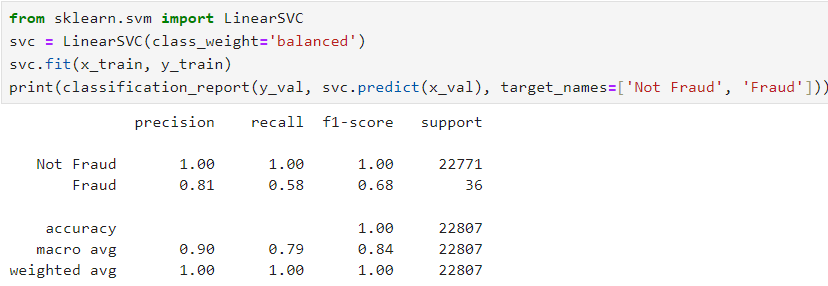 from sklearn.svm import LinearSVC
svc = LinearSVC(class_weight='balanced')
svc.fit(x_train, y_train)
print(classification_report(y_val, svc.predict(x_val), target_names=['Not Fraud', 'Fraud']))
precision recall f1-score support
Not Fraud 1.00 1.00 1.00 22771
Fraud 0.81 0.58 0.68 36
accuracy 1.00 22807
macro avg 0.90 0.79 0.84 22807
weighted avg 1.00 1.00 1.00 22807